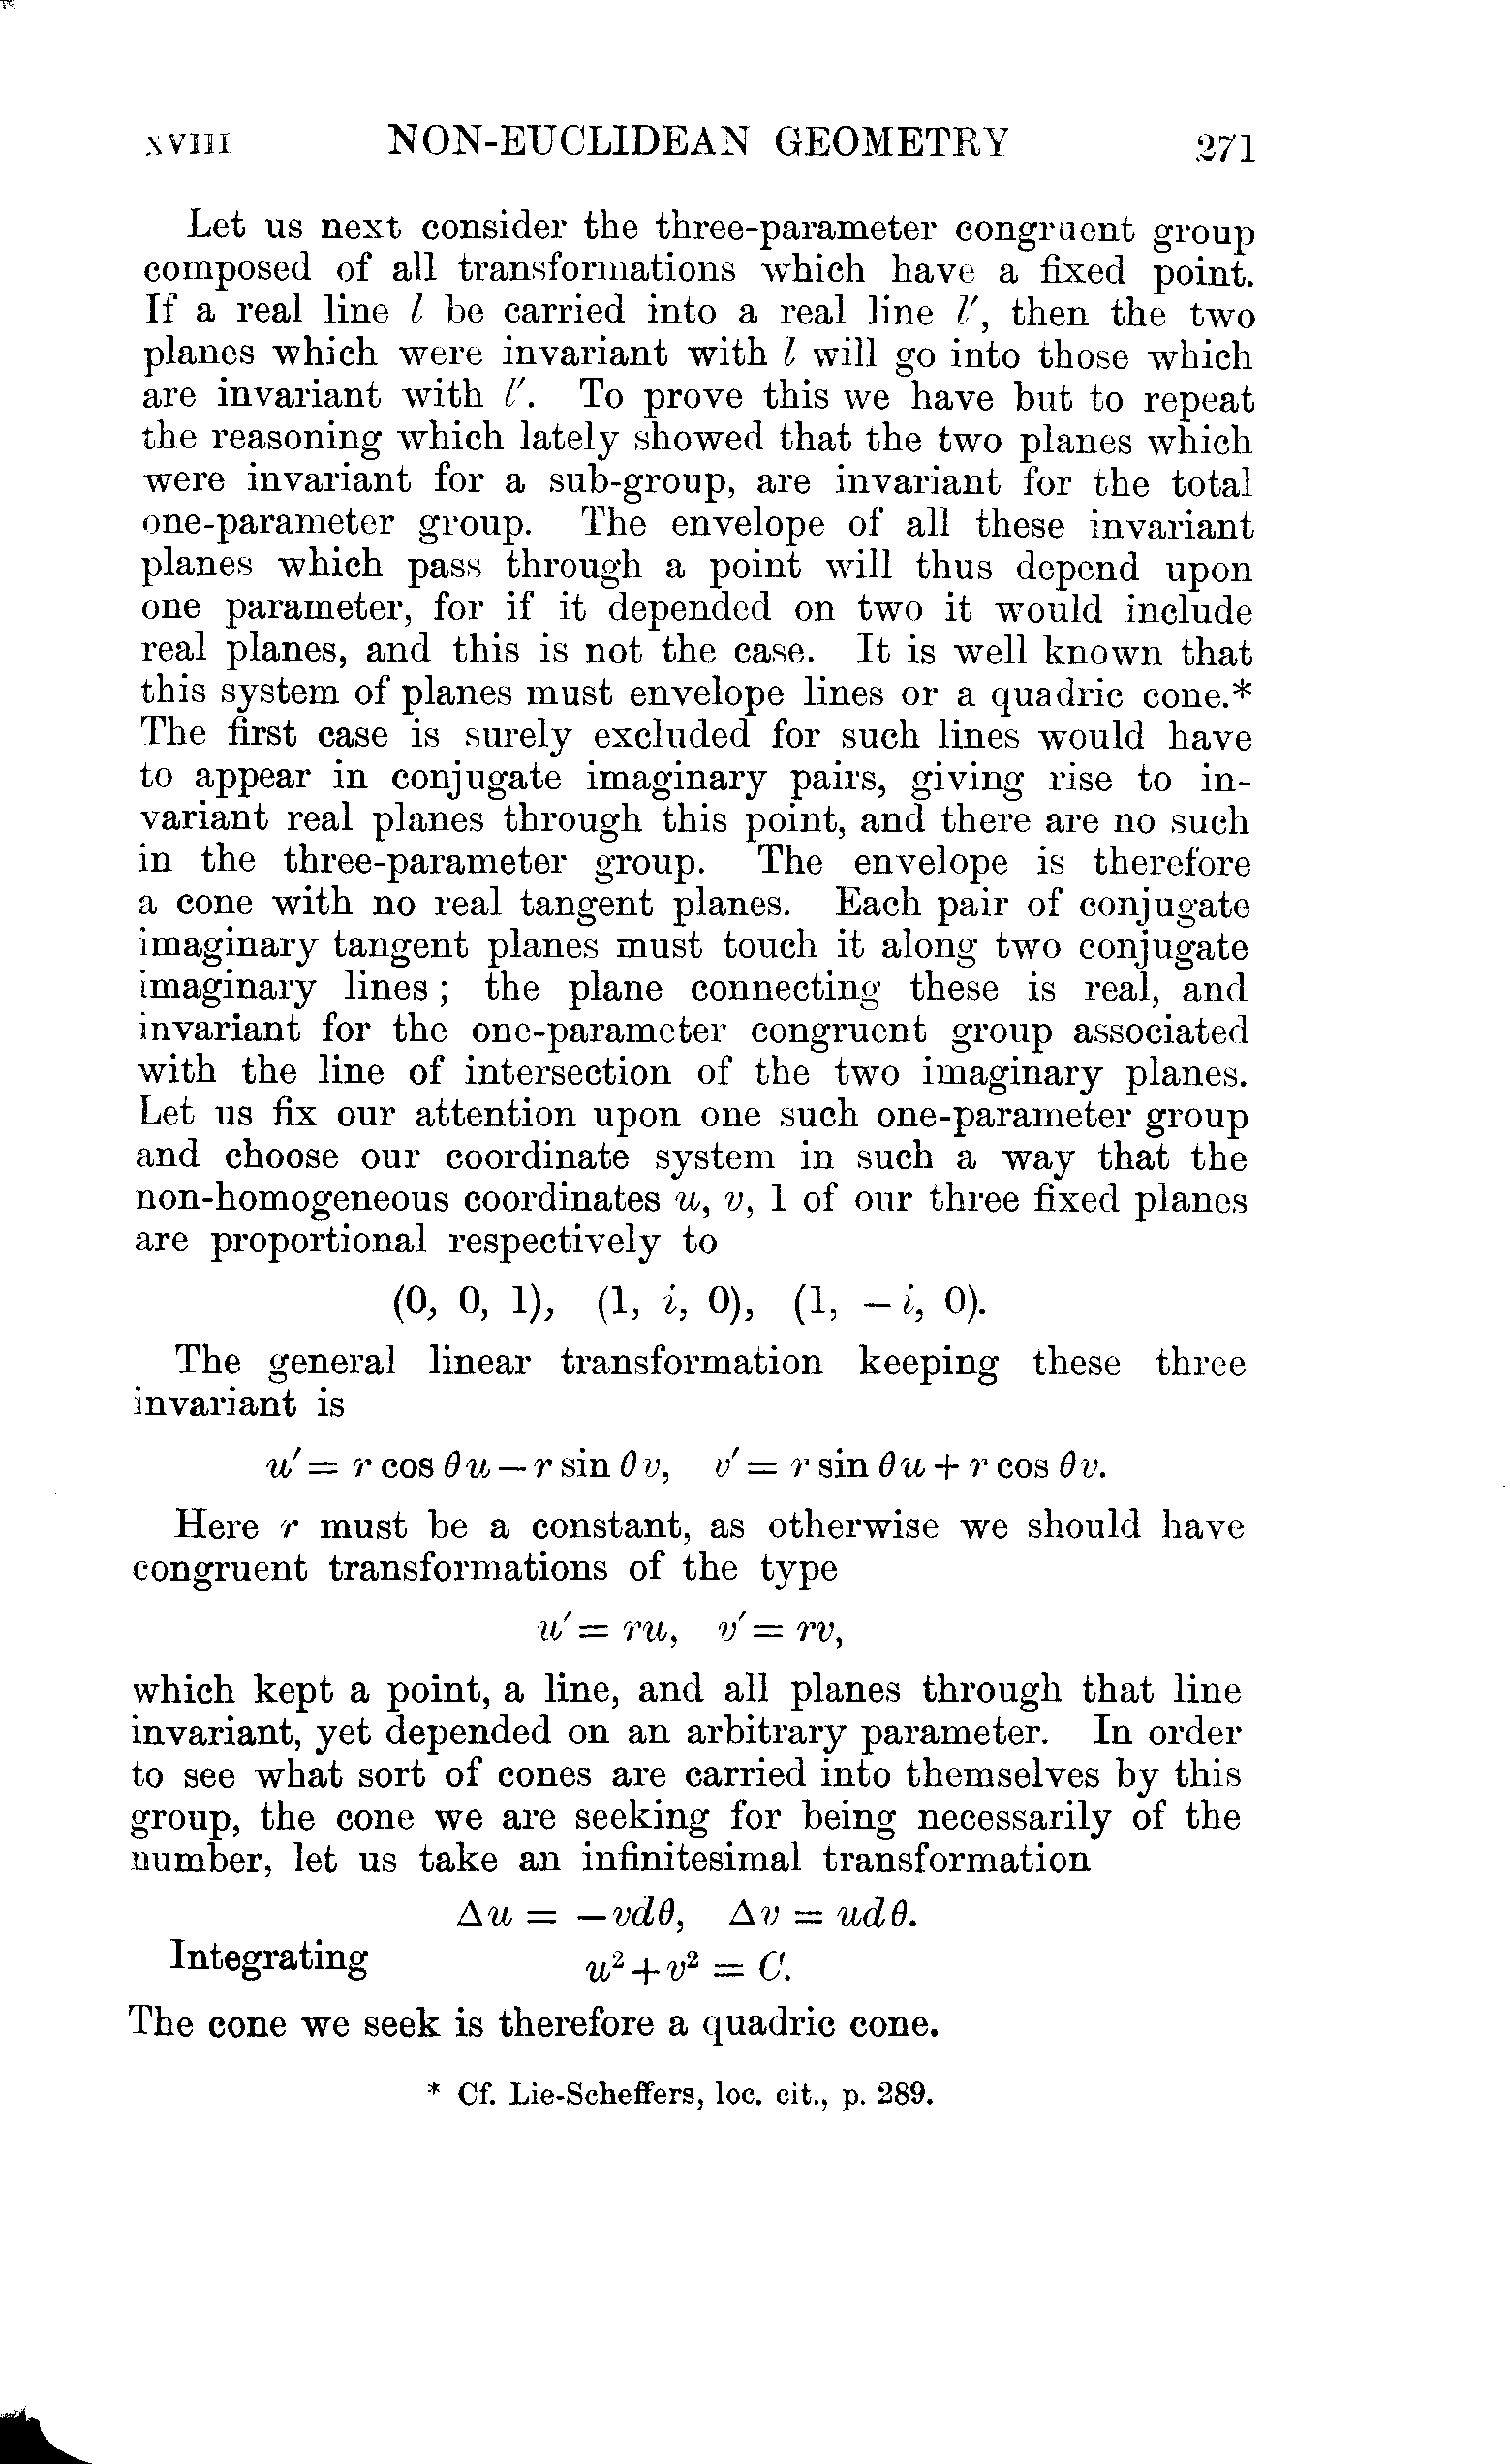 XVIII NON-EUCLIDEAN GEOMETRY 271
Let us next consider the three-parameter congruent group
composed of all transformations which have a fixed point.
If a real line l be carried into a real line l′, then the two
planes which were invariant with l will go into those which
are invariant with l′. To prove this we have but to repeat
the reasoning which lately showed that the two planes which
were invariant for a sub-group, are invariant for the total
one-parameter group. The envelope of all these invariant
planes which pass through a point will thus depend upon
one parameter, for if it depended on two it would include
real planes, and this is not the case. It is well known that
this system of planes must envelope lines or a quadric cone.*
The first case is surely excluded for such lines would have
to appear in conjugate imaginary pairs, giving rise to in-
variant real planes through this point, and there are no such
in the three-parameter group. The envelope is therefore
a cone with no real tangent planes. Each pair of conjugate
imaginary tangent planes must touch it along two conjugate
imaginary lines; the plane connecting these is real, and
invariant for the one-parameter congruent group associated
with the line of intersection of the two imaginary planes.
Let us fix our attention upon one such one-parameter group
and choose our coordinate system in such a way that the
non-homogeneous coordinates u, v, 1 of our three fixed planes
are proportional respectively to
(0, 0, 1), (1, i, 0), (1, −i, 0).
The general linear transformation keeping these three
invariant is
u′ = r cos θu − r sin θv, v′ = r sin θu + r cos θv.
Here r must be a constant, as otherwise we should have
congruent transformations of the type
u′ = ru, v′ = rv,
which kept a point, a line, and all planes through that line
invariant, yet depended on an arbitrary parameter. In order
to see what sort of cones are carried into themselves by this
group, the cone we are seeking for being necessarily of the
number, let us take an infinitesimal transformation
Δu = −vdθ, Δv = udθ.
Integrating u² + v² = C.
The cone we seek is therefore a quadric cone.
* Cf. Lie-Scheffers, loc. cit., p. 289.